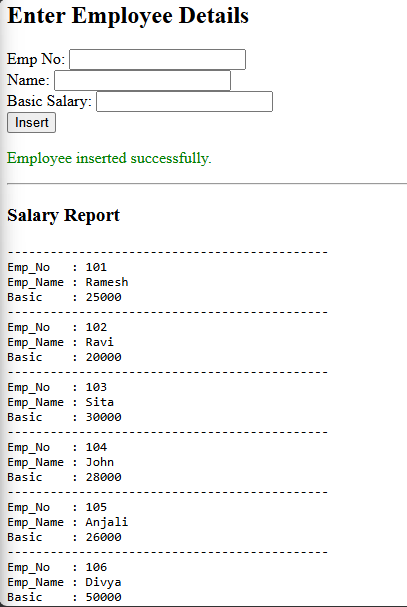 Enter Employee Details
Emp No:
Name:
Basic Salary:
Insert
Employee inserted successfully.
Salary Report
---------------------------------------------
Emp_No   : 101
Emp_Name : Ramesh
Basic    : 25000
---------------------------------------------
Emp_No   : 102
Emp_Name : Ravi
Basic    : 20000
---------------------------------------------
Emp_No   : 103
Emp_Name : Sita
Basic    : 30000
---------------------------------------------
Emp_No   : 104
Emp_Name : John
Basic    : 28000
---------------------------------------------
Emp_No   : 105
Emp_Name : Anjali
Basic    : 26000
---------------------------------------------
Emp_No   : 106
Emp_Name : Divya
Basic    : 50000